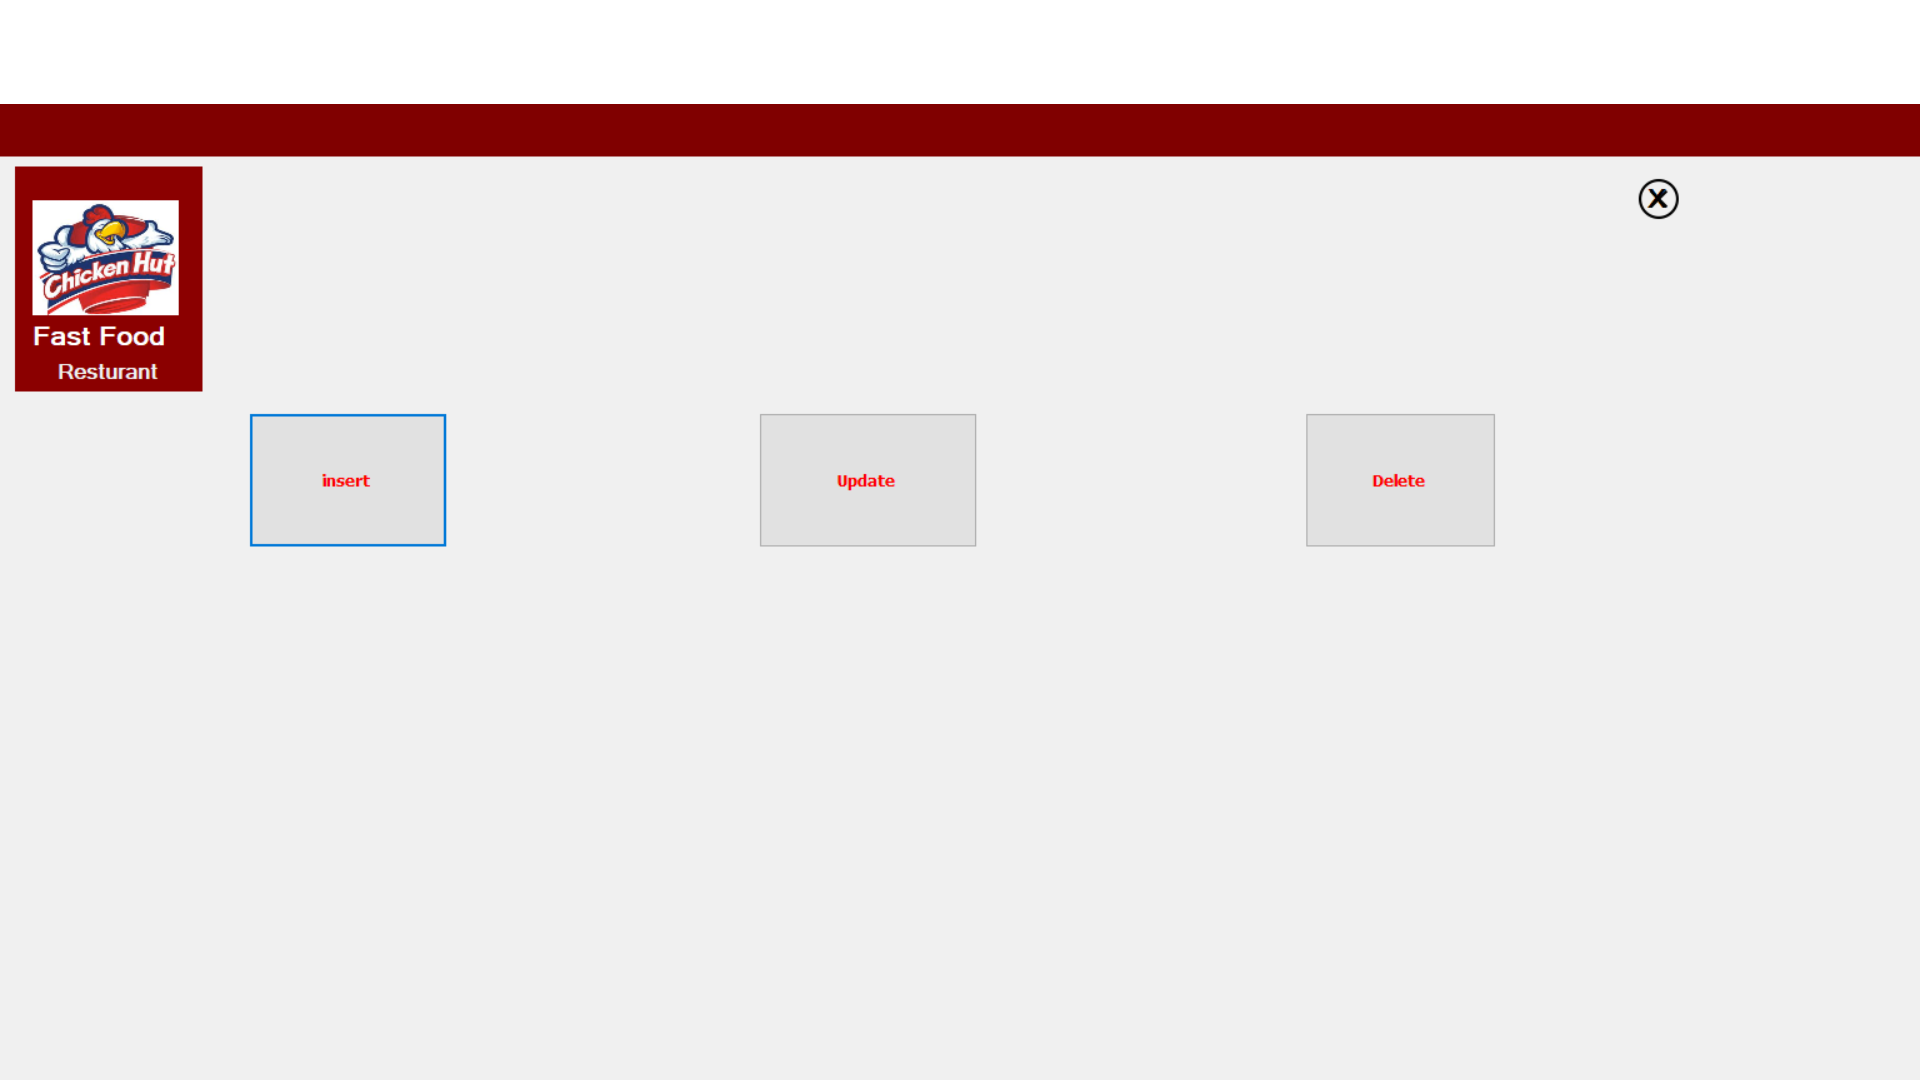 X
Chicken Hut
Fast Food
Resturant
insert
Update
Delete